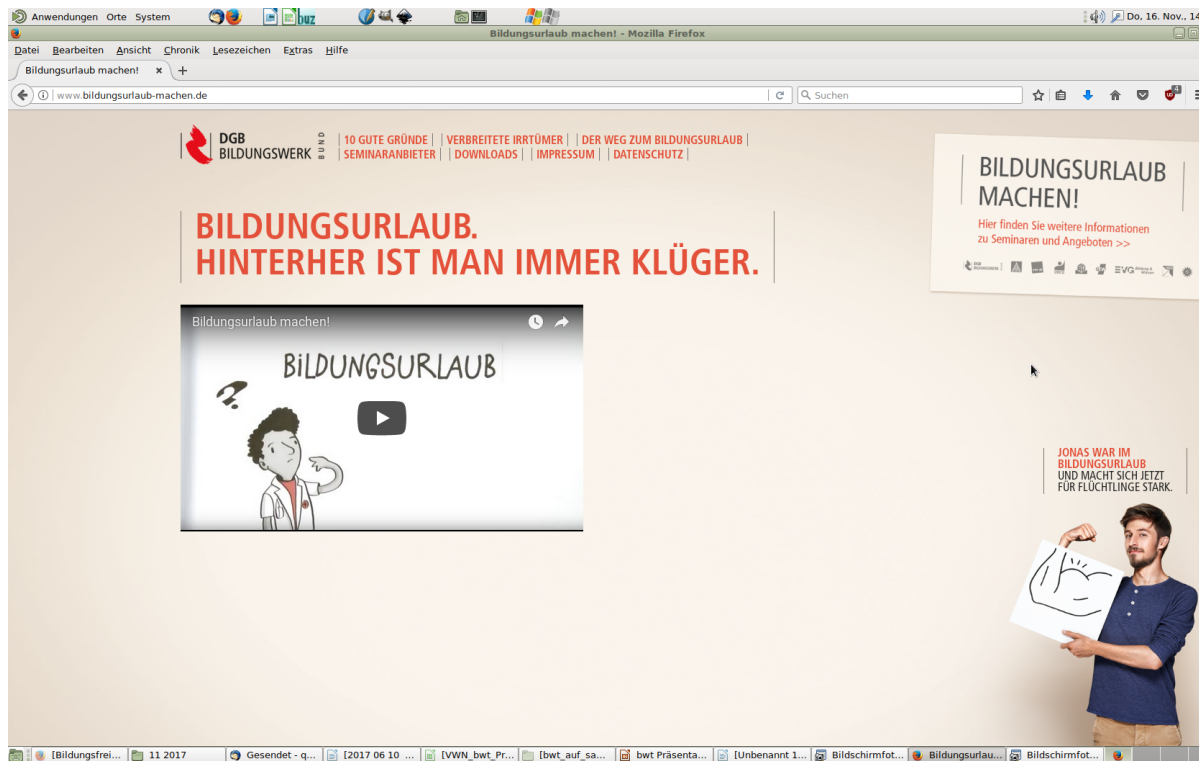 Anwendungen Orte System
buz
Do, 16. Nov., 14
Bildungsurlaub machen! - Mozilla Firefox
Datei Bearbeiten Ansicht Chronik Lesezeichen Extras Hilfe
Bildungsurlaub machen!
www.bildungsurlaub-machen.de
Suchen
DGB
BILDUNGSWERK BUND
10 GUTE GRÜNDE | | VERBREITETE IRRTÜMER | | DER WEG ZUM BILDUNGSURLAUB |
SEMINARANBIETER | | DOWNLOADS | | IMPRESSUM | | DATENSCHUTZ |
BILDUNGSURLAUB
MACHEN!
Hier finden Sie weitere Informationen
zu Seminaren und Angeboten >>
EVG
BILDUNGSURLAUB.
HINTERHER IST MAN IMMER KLÜGER.
Bildungsurlaub machen!
BILDUNGSURLAUB
?
JONAS WAR IM
BILDUNGSURLAUB
UND MACHT SICH JETZT
FÜR FLÜCHTLINGE STARK.
[Bildungsfrei... 11 2017 Gesendet - q... [2017 06 10 ... [VWN_bwt_Pr... [bwt_auf_sa... bwt Präsenta... [Unbenannt 1... Bildschirmfot... Bildungsurlau... Bildschirmfot...